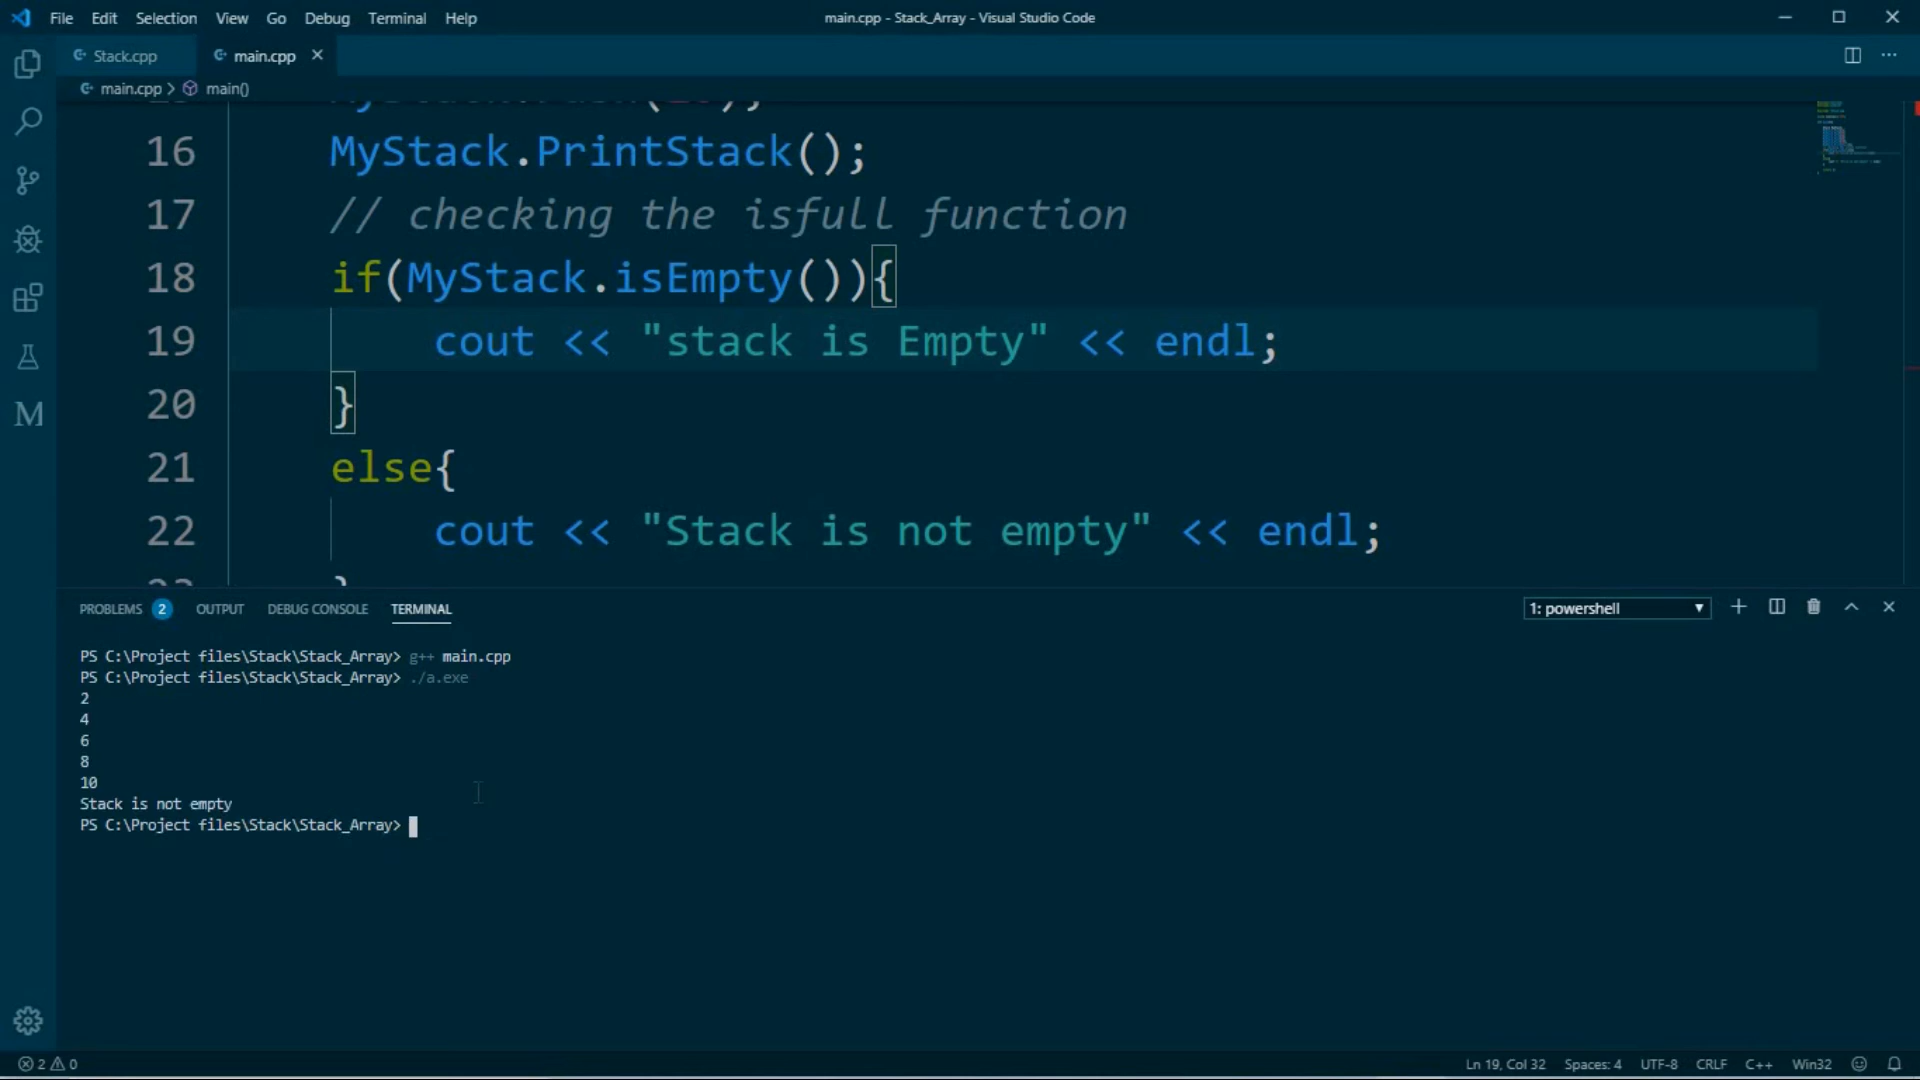 File Edit Selection View Go Debug Terminal Help
main.cpp - Stack_Array - Visual Studio Code
Stack.cpp main.cpp
main.cpp > main()
16 MyStack.PrintStack();
17 // checking the isfull function
18 if(MyStack.isEmpty()){
19 cout << "stack is Empty" << endl;
20 }
21 else{
22 cout << "Stack is not empty" << endl;
PROBLEMS 2 OUTPUT DEBUG CONSOLE TERMINAL 1: powershell
PS C:\Project files\Stack\Stack_Array> g++ main.cpp
PS C:\Project files\Stack\Stack_Array> ./a.exe
2
4
6
8
10
Stack is not empty
PS C:\Project files\Stack\Stack_Array>
2 0 Ln 19, Col 32 Spaces: 4 UTF-8 CRLF C++ Win32